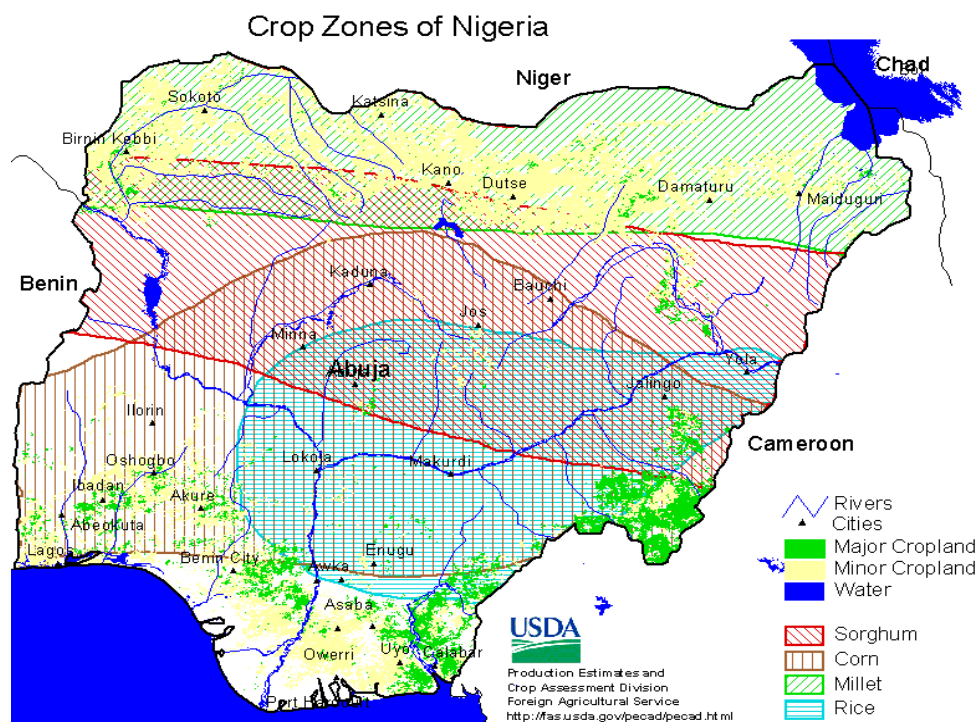 Crop Zones of Nigeria
Niger
Chad
Sokoto
Katsina
Birnin Kebbi
Kano
Dutse
Damaturu
Maiduguri
Benin
Kaduna
Bauchi
Jos
Minna
Abuja
Yola
Jalingo
Ilorin
Cameroon
Lokoja
Makurdi
Oshogbo
Ibadan
Akure
Abeokuta
Lagos
Benin City
Enugu
Awka
Asaba
Owerri
Uyo
Calabar
Port Harcourt
Rivers
Cities
Major Cropland
Minor Cropland
Water
Sorghum
Corn
Millet
Rice
USDA
Production Estimates and
Crop Assessment Division
Foreign Agricultural Service
http://fas.usda.gov/pecad/pecad.html